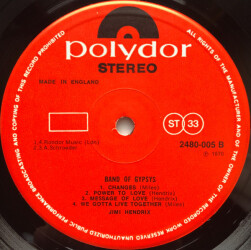 polydor
STEREO
MADE IN ENGLAND
ALL RIGHTS OF THE MANUFACTURER AND OF THE OWNER OF THE RECORDED WORK RESERVED UNAUTHORISED PUBLIC PERFORMANCE BROADCASTING AND COPYING OF THIS RECORD PROHIBITED
ST 33
2480-005 B
BAND OF GYPSYS
1. CHANGES (Miles)
2. POWER TO LOVE (Hendrix)
3. MESSAGE OF LOVE (Hendrix)
4. WE GOTTA LIVE TOGETHER (Miles)
JIMI HENDRIX